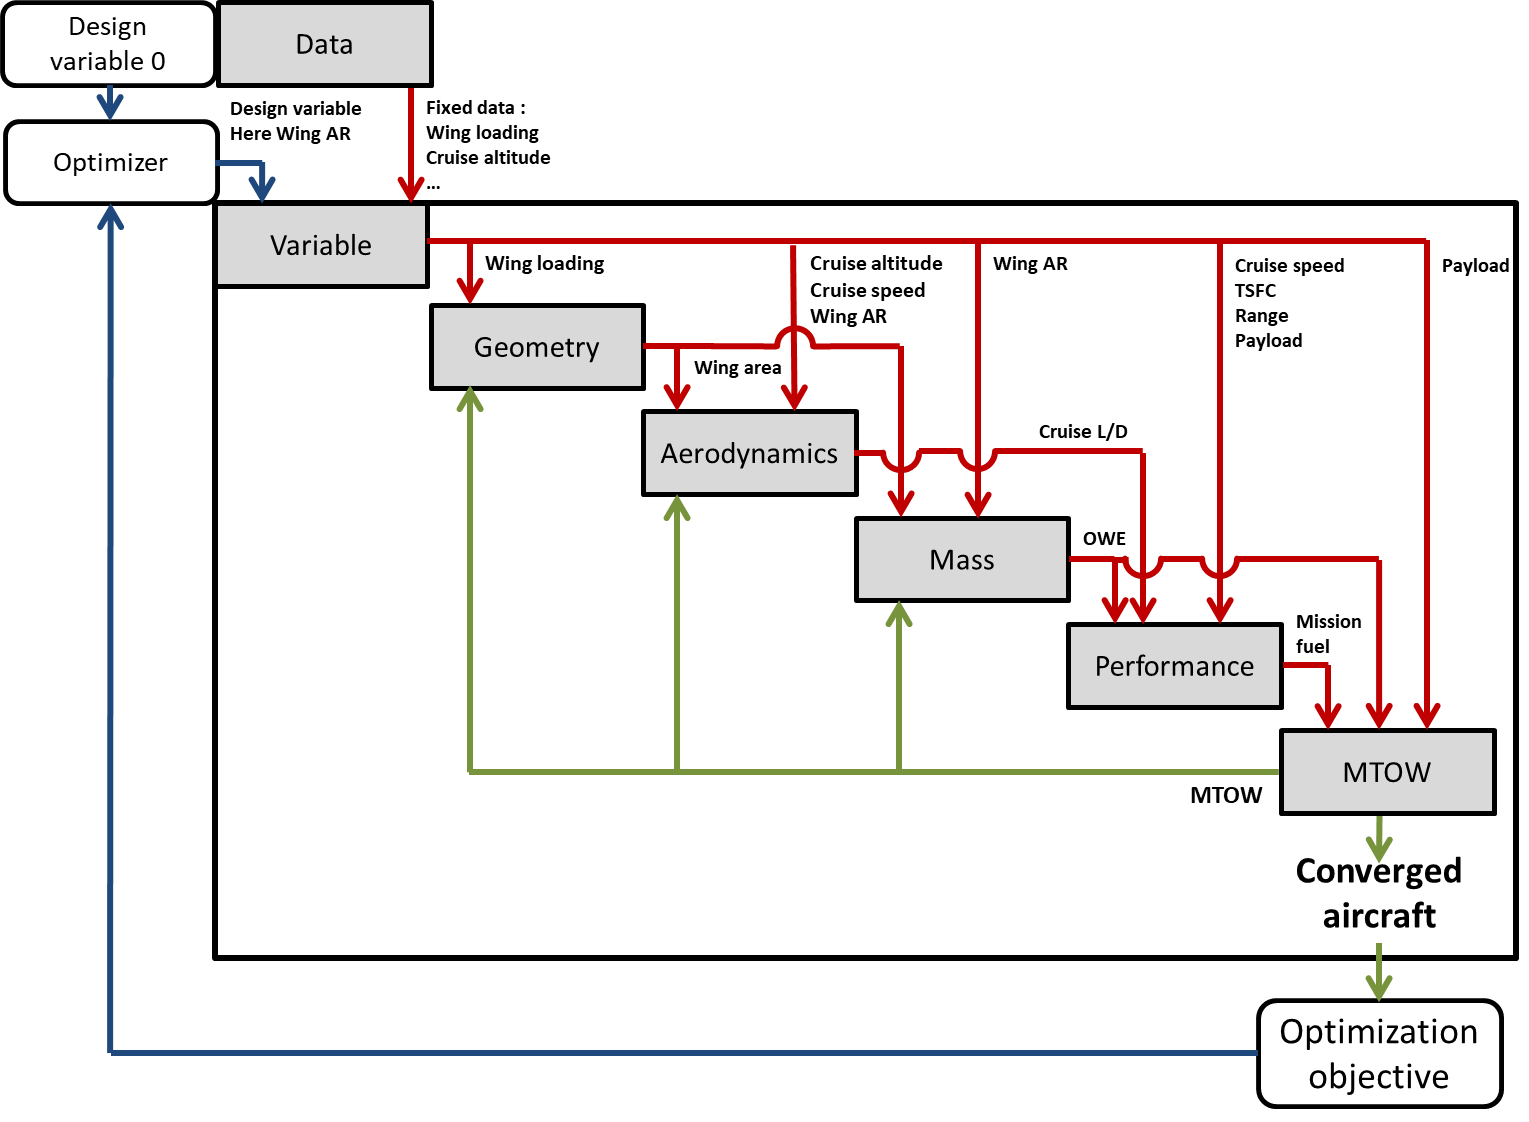 Design
variable 0
Data
Design variable
Here Wing AR
Fixed data :
Wing loading
Cruise altitude
...
Optimizer
Variable
Wing loading
Cruise altitude
Cruise speed
Wing AR
Wing AR
Cruise speed
TSFC
Range
Payload
Payload
Geometry
Wing area
Aerodynamics
Cruise L/D
Mass
OWE
Performance
Mission
fuel
MTOW
MTOW
Converged
aircraft
Optimization
objective